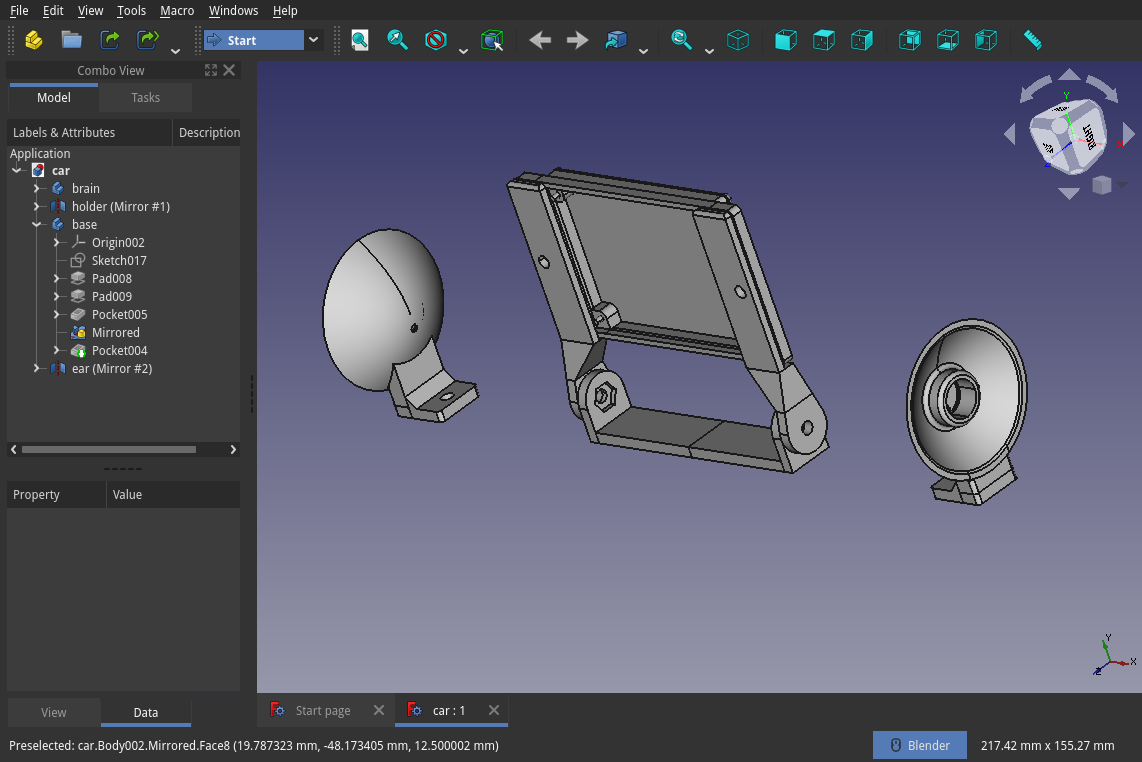 File Edit View Tools Macro Windows Help
Start
Combo View
Model Tasks
Labels & Attributes Description
Application
car
brain
holder (Mirror #1)
base
Origin002
Sketch017
Pad008
Pad009
Pocket005
Mirrored
Pocket004
ear (Mirror #2)
Property Value
View Data
Y
RIGHT
X
Z
Y
X
Z
Start page car : 1
Preselected: car.Body002.Mirrored.Face8 (19.787323 mm, -48.173405 mm, 12.500002 mm) Blender 217.42 mm x 155.27 mm